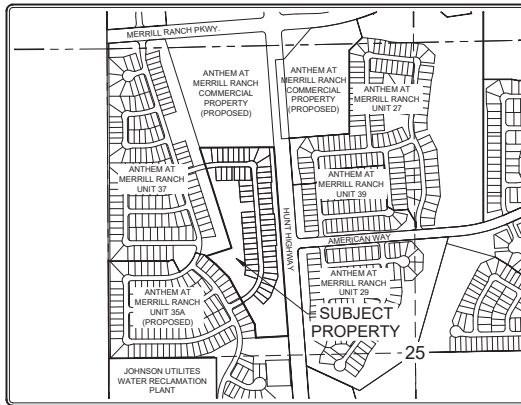 MERRILL RANCH PKWY.
ANTHEM AT
MERRILL RANCH
COMMERCIAL
PROPERTY
(PROPOSED)
ANTHEM AT
MERRILL RANCH
COMMERCIAL
PROPERTY
(PROPOSED)
ANTHEM AT
MERRILL RANCH
UNIT 27
ANTHEM AT
MERRILL RANCH
UNIT 37
ANTHEM AT
MERRILL RANCH
UNIT 39
HUNT HIGHWAY
AMERICAN WAY
ANTHEM AT
MERRILL RANCH
UNIT 29
ANTHEM AT
MERRILL RANCH
UNIT 35A
(PROPOSED)
SUBJECT
PROPERTY
25
JOHNSON UTILITES
WATER RECLAMATION
PLANT